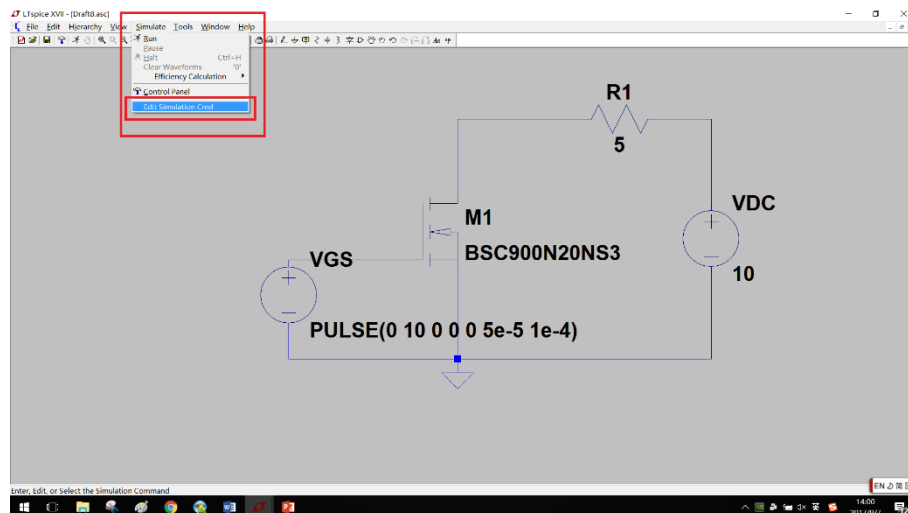 LTspice XVII - [Draft8.asc]
File Edit Hierarchy View Simulate Tools Window Help
Run
Pause
Halt Ctrl+H
Clear Waveforms '0'
Efficiency Calculation
Control Panel
Edit Simulation Cmd
R1
5
VDC
10
M1
BSC900N20NS3
VGS
PULSE(0 10 0 0 0 5e-5 1e-4)
Enter, Edit, or Select the Simulation Command
EN 简
英
14:00